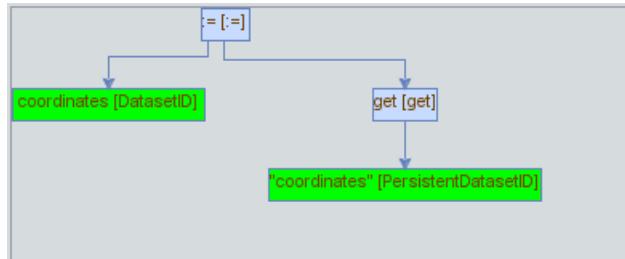 := [:=]
coordinates [DatasetID]
get [get]
"coordinates" [PersistentDatasetID]